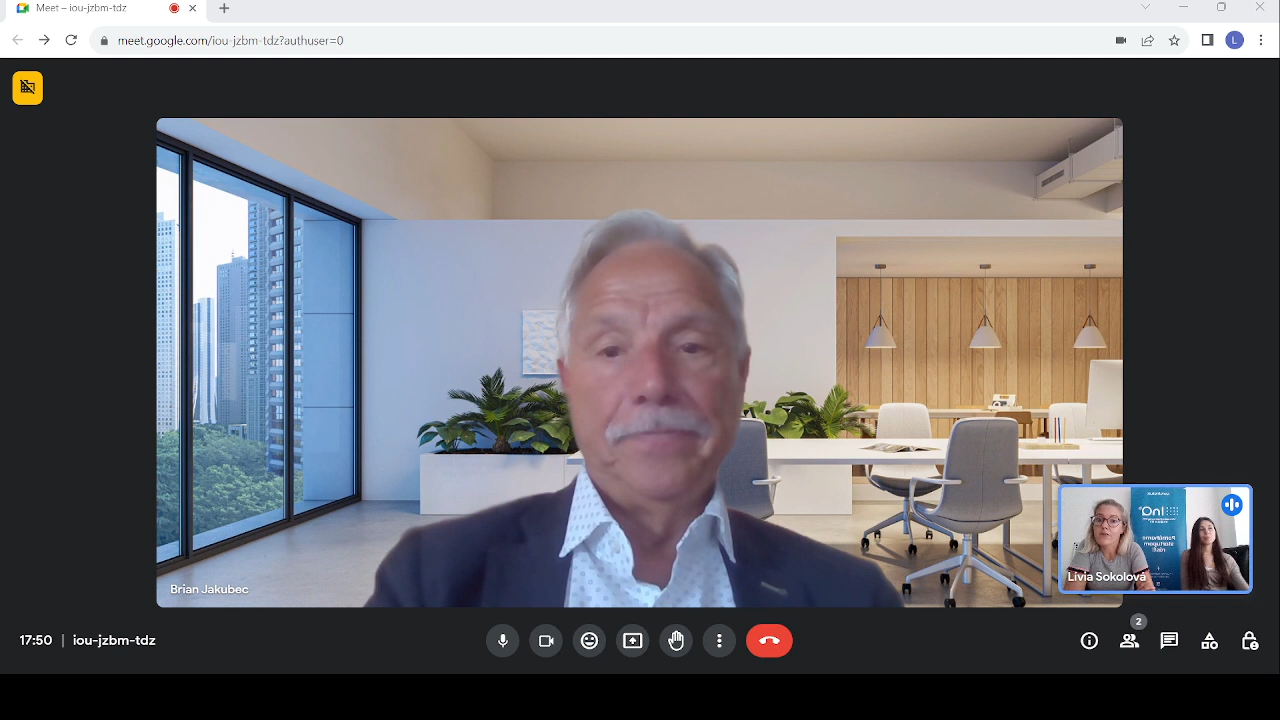 Meet – iou-jzbm-tdz
meet.google.com/iou-jzbm-tdz?authuser=0
L
Brian Jakubec
Lívia Sokolová
17:50 | iou-jzbm-tdz
2